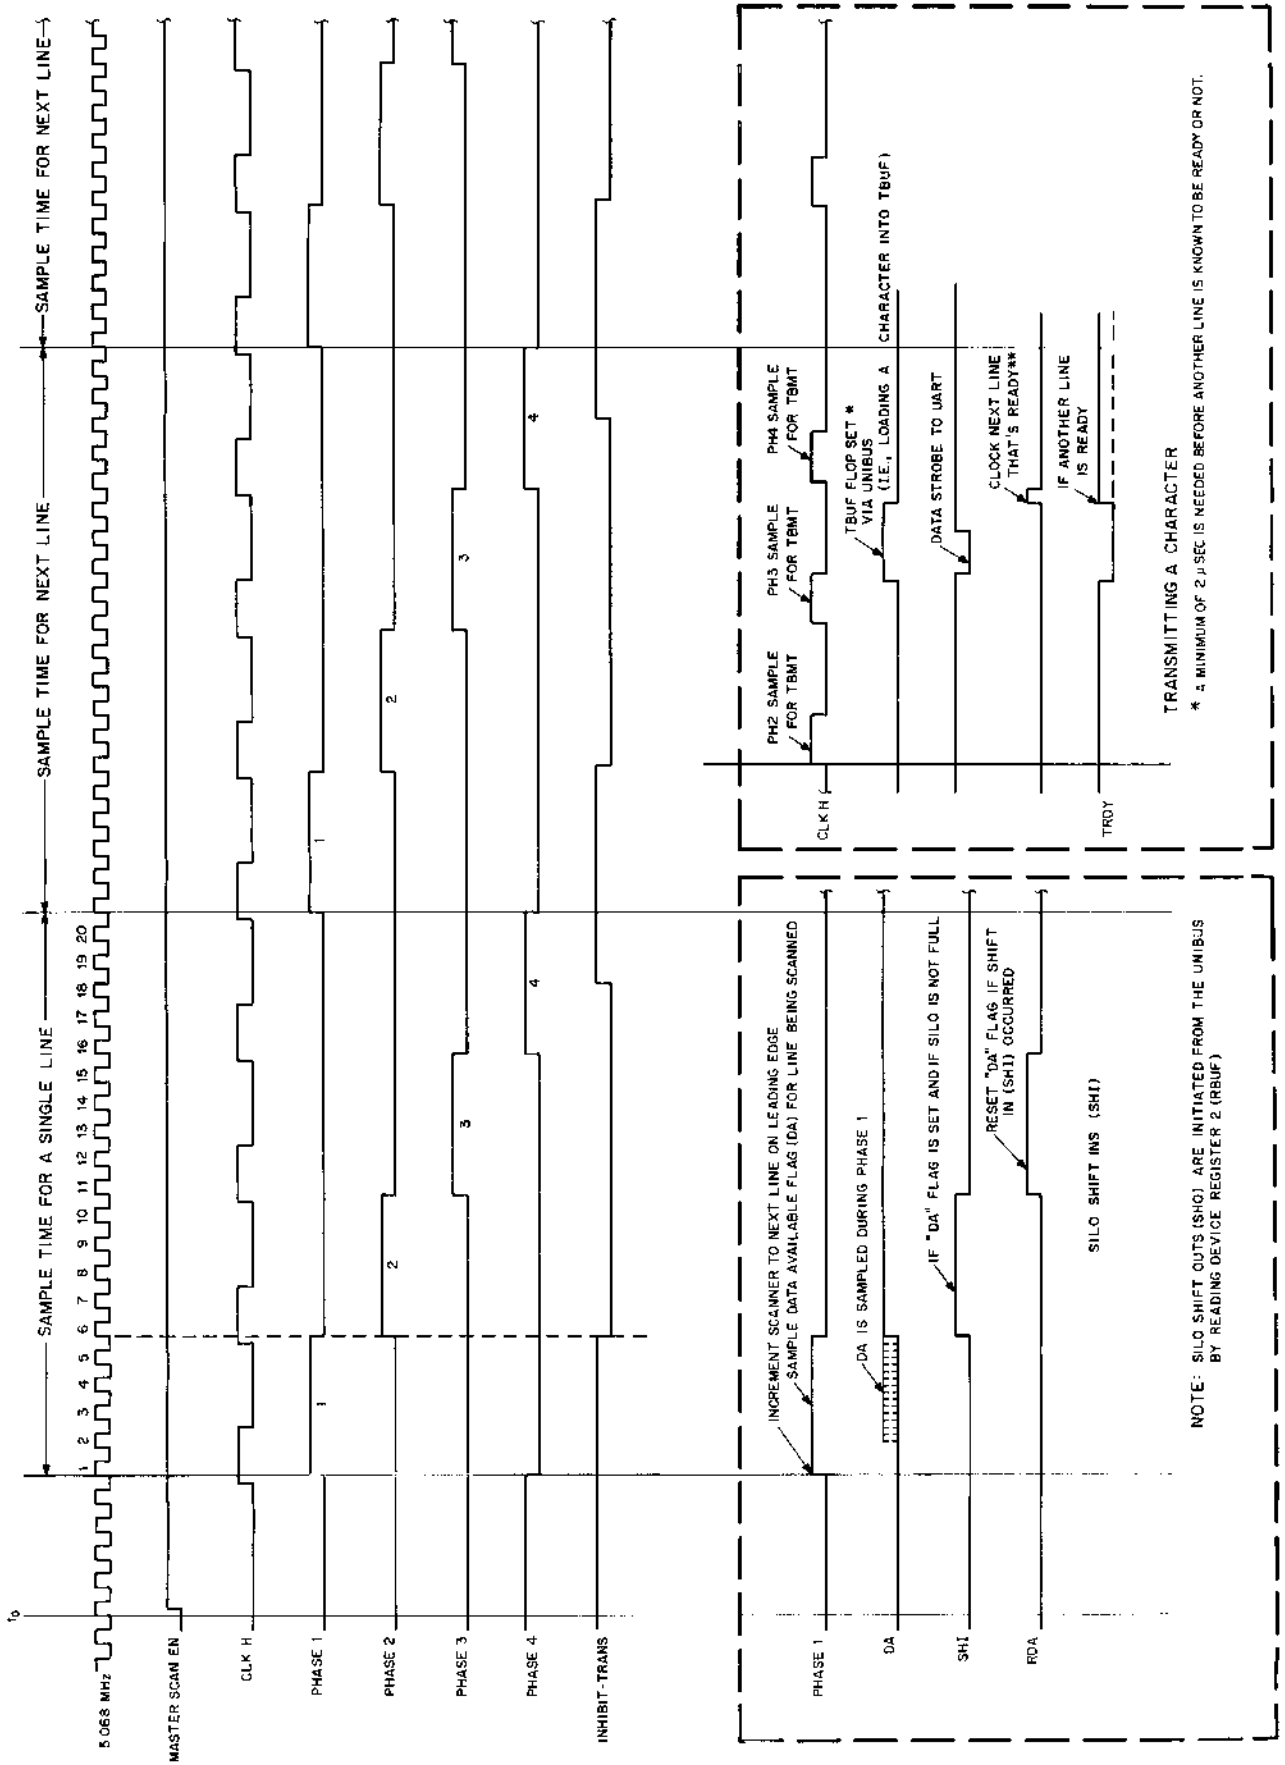 SAMPLE TIME FOR A SINGLE LINE
SAMPLE TIME FOR NEXT LINE
SAMPLE TIME FOR NEXT LINE
t0
5068 MHz
1 2 3 4 5 6 7 8 9 10 11 12 13 14 15 16 17 18 19 20
MASTER SCAN EN
CLK H
PHASE 1
1
1
PHASE 2
2
2
PHASE 3
3
3
PHASE 4
4
4
INHIBIT-TRANS
INCREMENT SCANNER TO NEXT LINE ON LEADING EDGE
SAMPLE DATA AVAILABLE FLAG (DA) FOR LINE BEING SCANNED
PHASE 1
DA IS SAMPLED DURING PHASE 1
DA
IF "DA" FLAG IS SET AND IF SILO IS NOT FULL
SHI
RESET "DA" FLAG IF SHIFT
IN (SHI) OCCURRED
RDA
SILO SHIFT INS (SHI)
NOTE: SILO SHIFT OUTS (SHO) ARE INITIATED FROM THE UNIBUS
BY READING DEVICE REGISTER 2 (RBUF)
PH2 SAMPLE
FOR TBMT
PH3 SAMPLE
FOR TBMT
PH4 SAMPLE
FOR TBMT
CLK H
TBUF FLOP SET *
VIA UNIBUS
(I.E., LOADING A CHARACTER INTO TBUF)
DATA STROBE TO UART
CLOCK NEXT LINE
THAT'S READY**
IF ANOTHER LINE
IS READY
TRDY
TRANSMITTING A CHARACTER
* A MINIMUM OF 2 μSEC IS NEEDED BEFORE ANOTHER LINE IS KNOWN TO BE READY OR NOT.